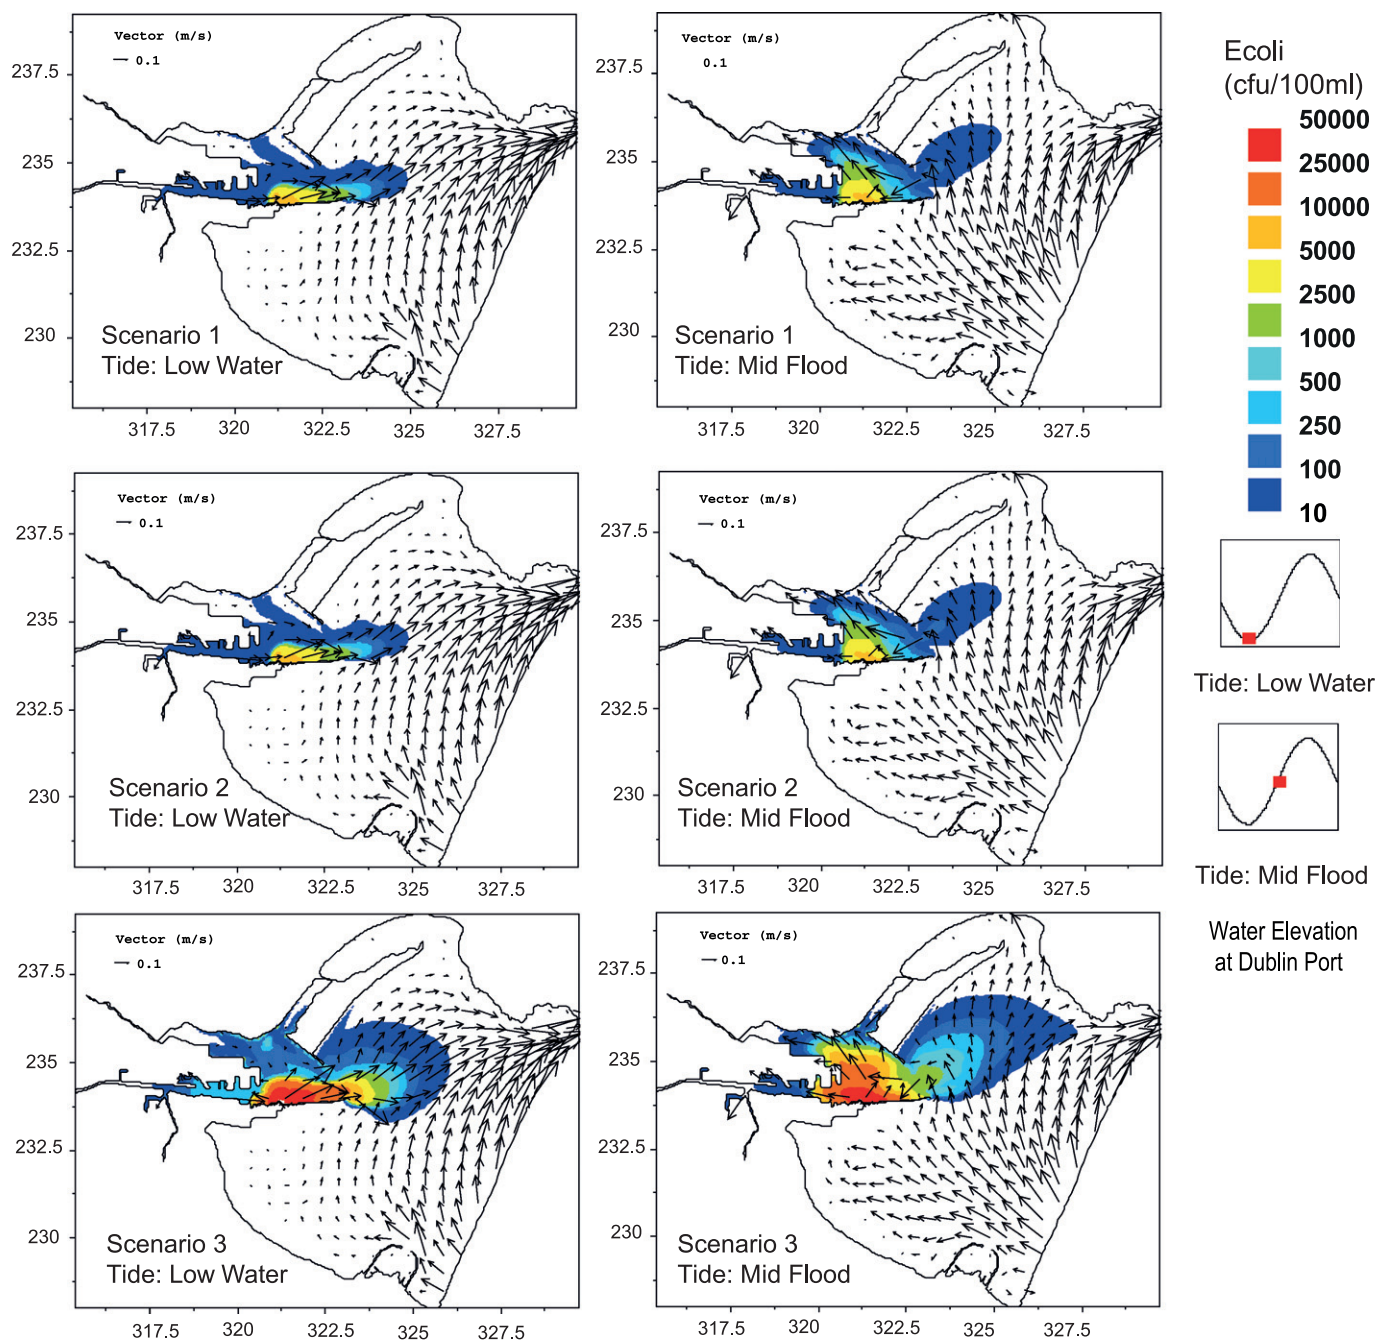 Vector (m/s)
0.1
237.5
235
232.5
230
Scenario 1
Tide: Low Water
317.5
320
322.5
325
327.5
Vector (m/s)
0.1
237.5
235
232.5
230
Scenario 1
Tide: Mid Flood
317.5
320
322.5
325
327.5
Ecoli
(cfu/100ml)
50000
25000
10000
5000
2500
1000
500
250
100
10
Vector (m/s)
0.1
237.5
235
232.5
230
Scenario 2
Tide: Low Water
317.5
320
322.5
325
327.5
Vector (m/s)
0.1
237.5
235
232.5
230
Scenario 2
Tide: Mid Flood
317.5
320
322.5
325
327.5
Tide: Low Water
Tide: Mid Flood
Water Elevation
at Dublin Port
Vector (m/s)
0.1
237.5
235
232.5
230
Scenario 3
Tide: Low Water
317.5
320
322.5
325
327.5
Vector (m/s)
0.1
237.5
235
232.5
230
Scenario 3
Tide: Mid Flood
317.5
320
322.5
325
327.5